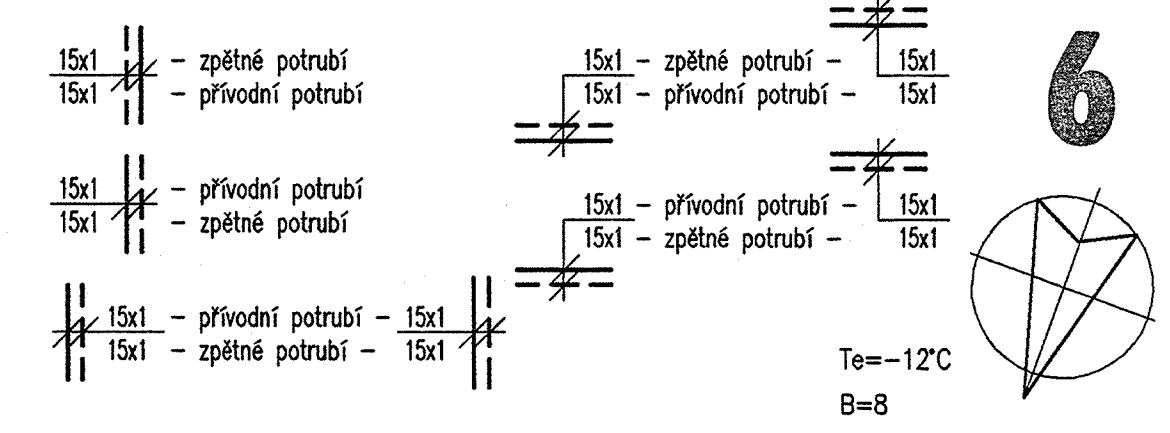 15x1 – zpětné potrubí
15x1 – přívodní potrubí
15x1 – přívodní potrubí
15x1 – zpětné potrubí
15x1 – přívodní potrubí – 15x1
15x1 – zpětné potrubí – 15x1
15x1 – zpětné potrubí – 15x1
15x1 – přívodní potrubí – 15x1
15x1 – přívodní potrubí – 15x1
15x1 – zpětné potrubí – 15x1
6
Te=–12°C
B=8